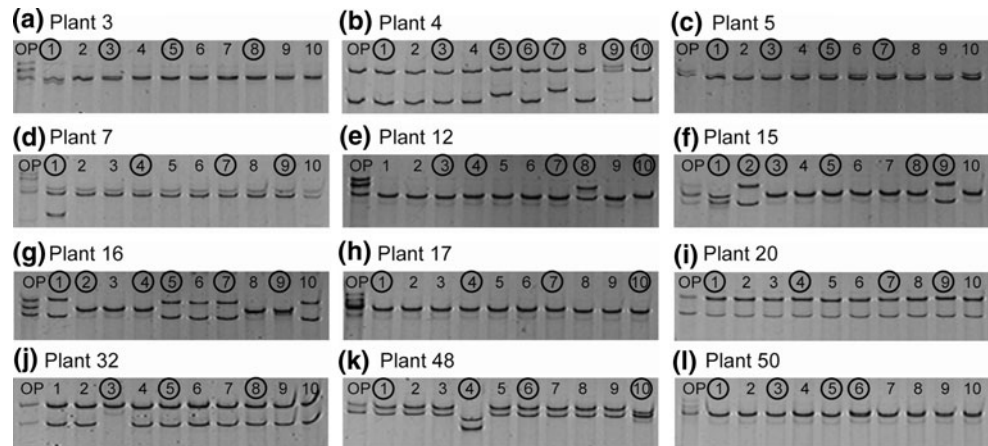 (a) Plant 3
OP 1 2 3 4 5 6 7 8 9 10
(b) Plant 4
OP 1 2 3 4 5 6 7 8 9 10
(c) Plant 5
OP 1 2 3 4 5 6 7 8 9 10
(d) Plant 7
OP 1 2 3 4 5 6 7 8 9 10
(e) Plant 12
OP 1 2 3 4 5 6 7 8 9 10
(f) Plant 15
OP 1 2 3 4 5 6 7 8 9 10
(g) Plant 16
OP 1 2 3 4 5 6 7 8 9 10
(h) Plant 17
OP 1 2 3 4 5 6 7 8 9 10
(i) Plant 20
OP 1 2 3 4 5 6 7 8 9 10
(j) Plant 32
OP 1 2 3 4 5 6 7 8 9 10
(k) Plant 48
OP 1 2 3 4 5 6 7 8 9 10
(l) Plant 50
OP 1 2 3 4 5 6 7 8 9 10